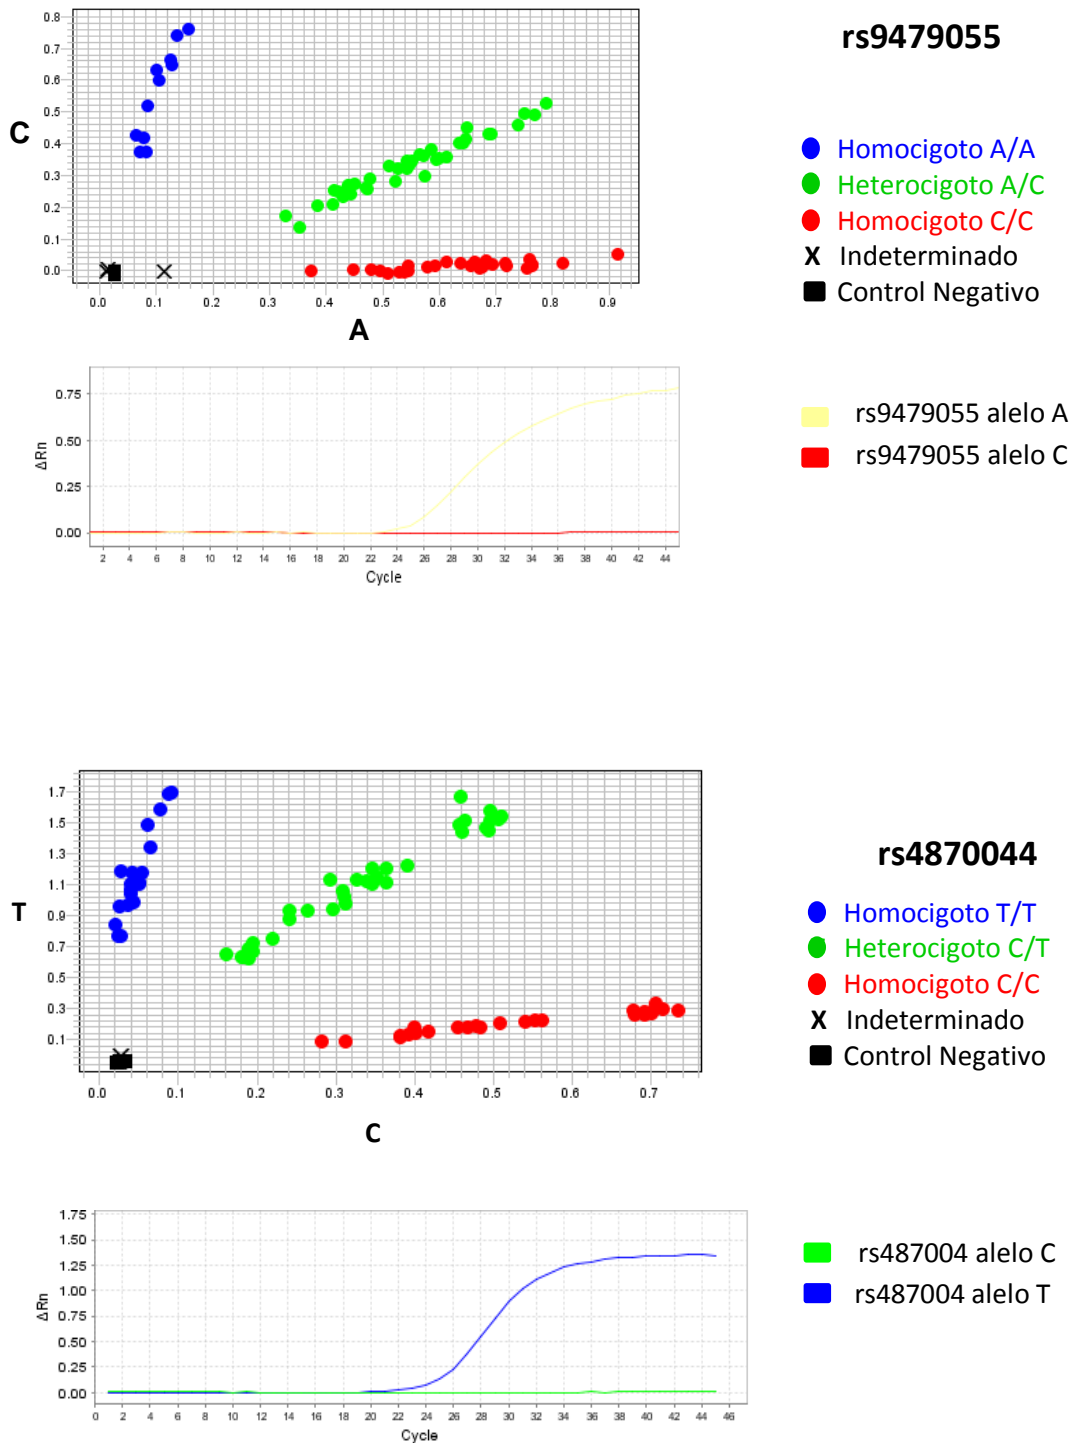 rs9479055
0.8
0.7
0.6
0.5
0.4
0.3
0.2
0.1
0.0
C
0.0 0.1 0.2 0.3 0.4 0.5 0.6 0.7 0.8 0.9
A
Homocigoto A/A
Heterocigoto A/C
Homocigoto C/C
X Indeterminado
Control Negativo
0.75
0.50
0.25
0.00
ΔRn
2 4 6 8 10 12 14 16 18 20 22 24 26 28 30 32 34 36 38 40 42 44
Cycle
rs9479055 alelo A
rs9479055 alelo C
1.7
1.5
1.3
1.1
0.9
0.7
0.5
0.3
0.1
T
0.0 0.1 0.2 0.3 0.4 0.5 0.6 0.7
C
rs4870044
Homocigoto T/T
Heterocigoto C/T
Homocigoto C/C
X Indeterminado
Control Negativo
1.75
1.50
1.25
1.00
0.75
0.50
0.25
0.00
ΔRn
0 2 4 6 8 10 12 14 16 18 20 22 24 26 28 30 32 34 36 38 40 42 44 46
Cycle
rs487004 alelo C
rs487004 alelo T